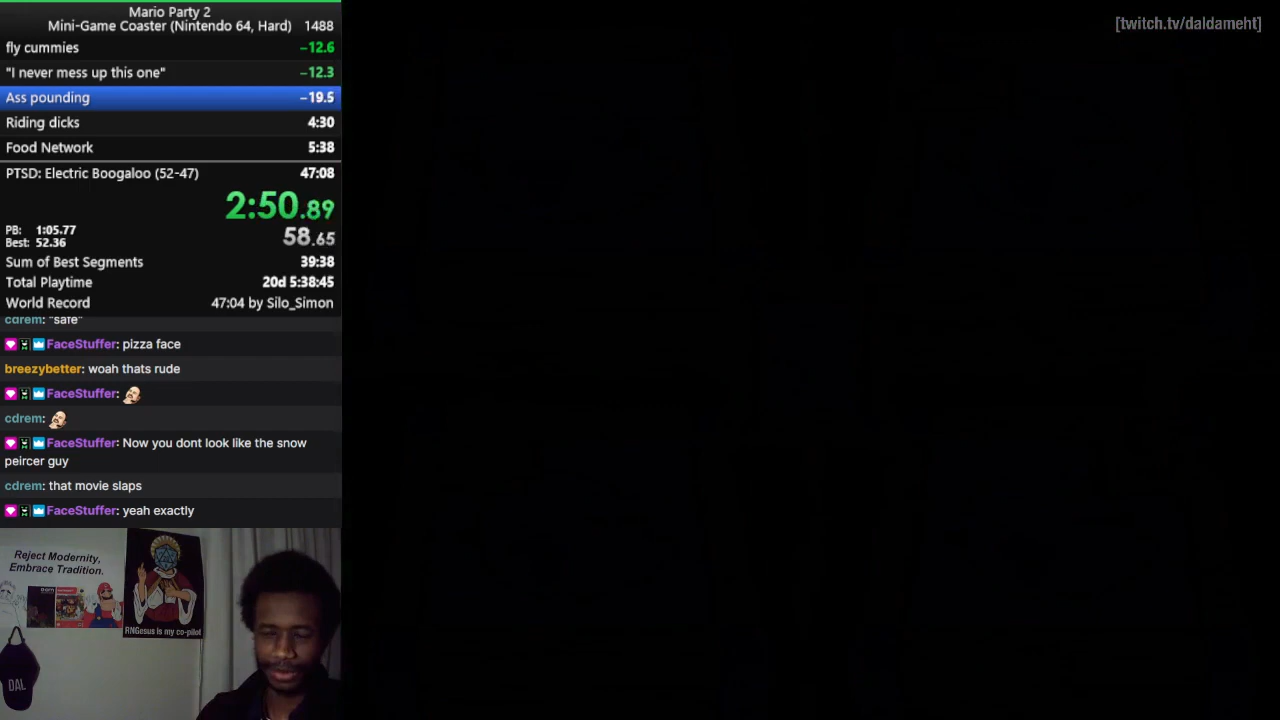 Mario Party 2
Mini-Game Coaster (Nintendo 64, Hard) 1488
fly cummies −12.6
"I never mess up this one" −12.3
Ass pounding −19.5
Riding dicks 4:30
Food Network 5:38
PTSD: Electric Boogaloo (52-47) 47:08
2:50.89
PB: 1:05.77
Best: 52.36
58.65
Sum of Best Segments 39:38
Total Playtime 20d 5:38:45
World Record 47:04 by Silo_Simon
cdrem: "safe"
FaceStuffer: pizza face
breezybetter: woah thats rude
FaceStuffer:
cdrem:
FaceStuffer: Now you dont look like the snow
peircer guy
cdrem: that movie slaps
FaceStuffer: yeah exactly
Reject Modernity,
Embrace Tradition.
RNGesus is my co-pilot
DAL
[twitch.tv/daldameht]